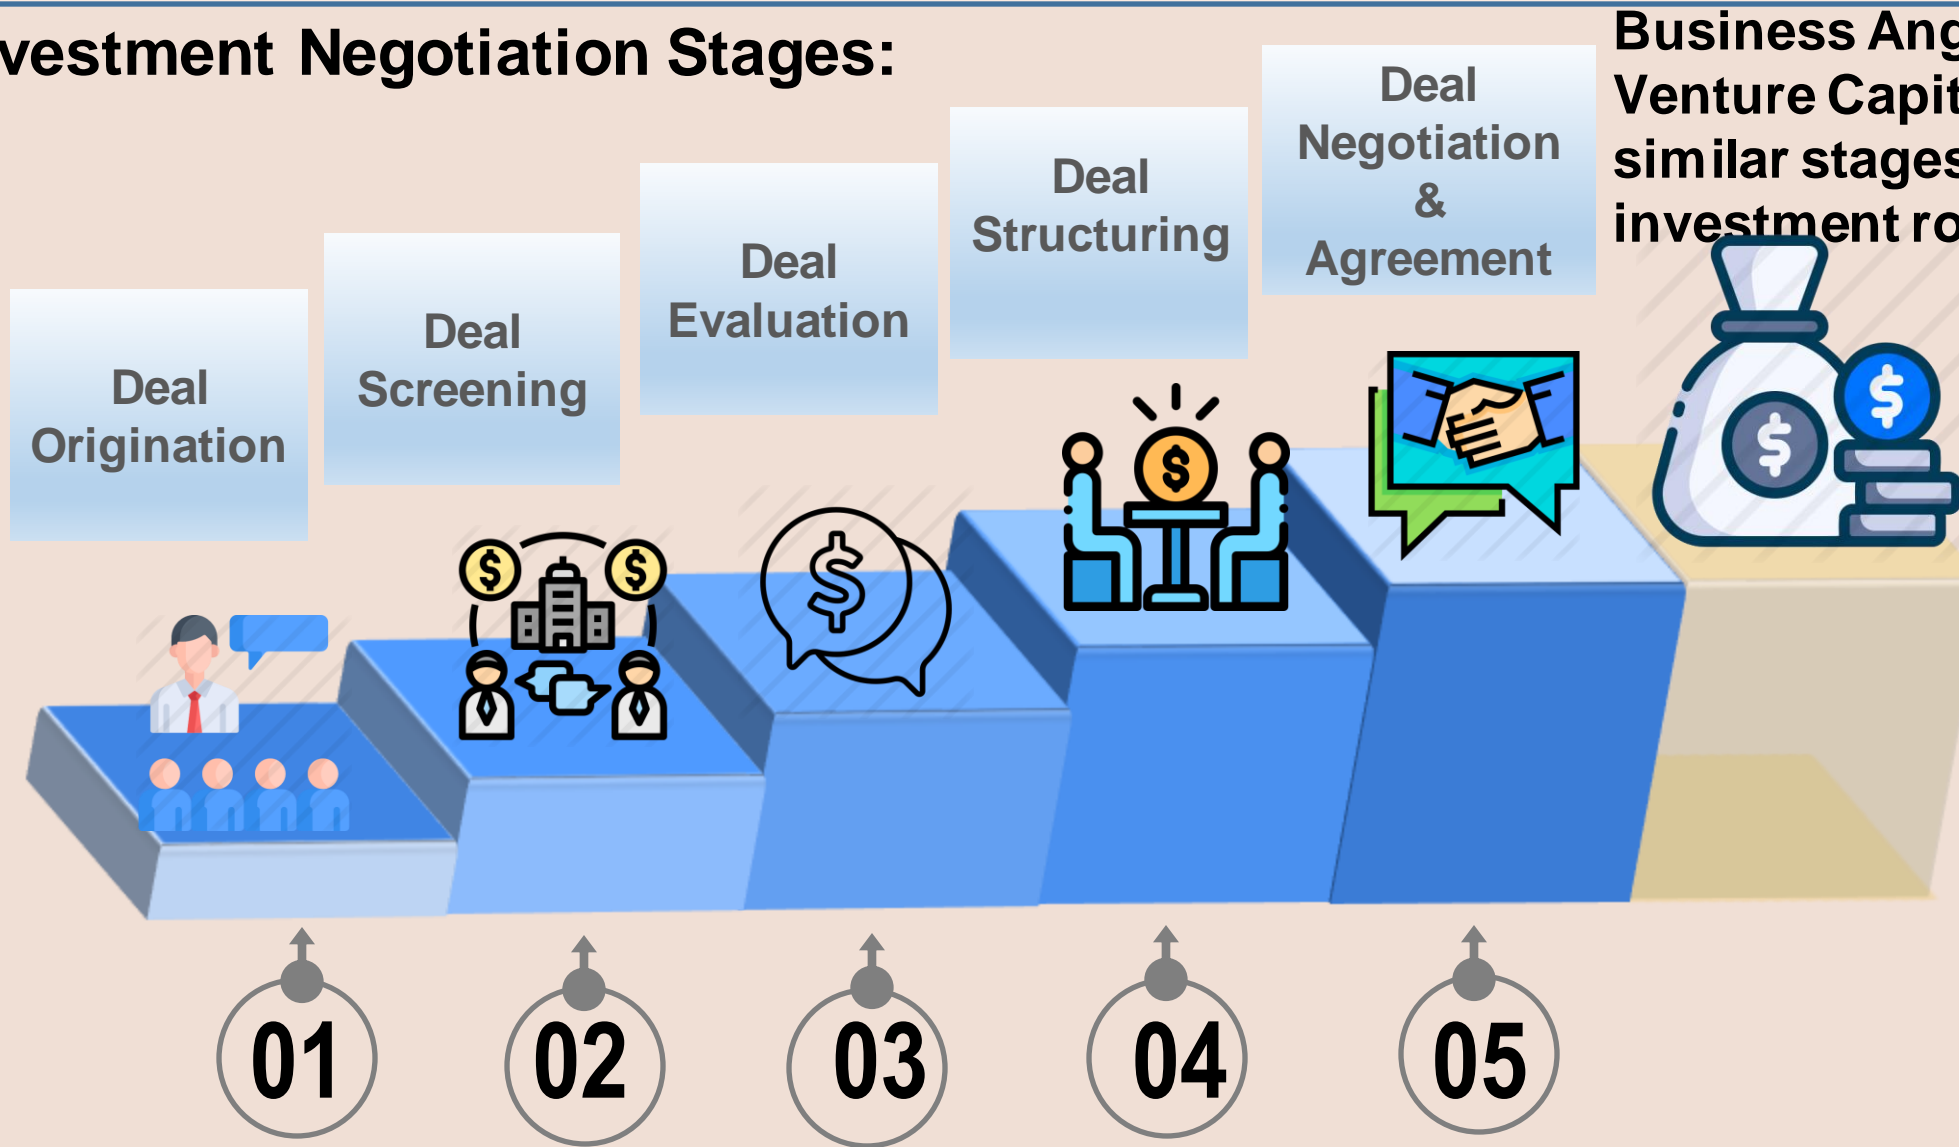 vestment Negotiation Stages:
Business Ang
Venture Capit
similar stages
investment ro
Deal
Negotiation
&
Agreement
Deal
Structuring
Deal
Evaluation
Deal
Screening
Deal
Origination
$ $
$
$
$
$
01 02 03 04 05